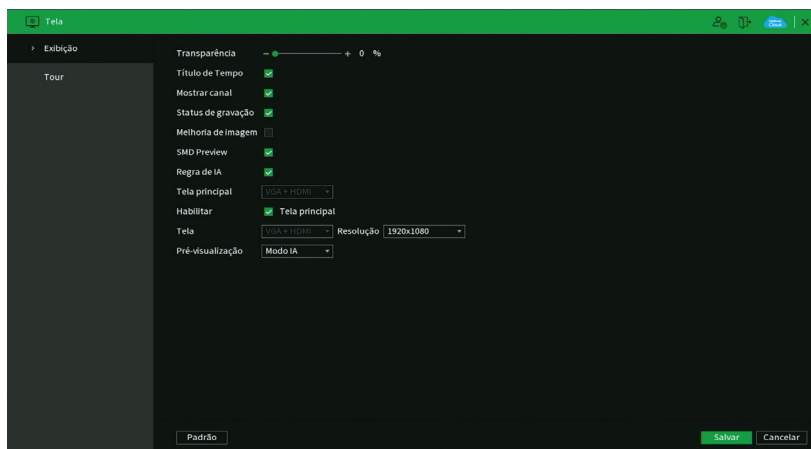 Tela
Exibição
Tour
Transparência - + 0 %
Título de Tempo
Mostrar canal
Status de gravação
Melhoria de imagem
SMD Preview
Regra de IA
Tela principal VGA + HDMI
Habilitar Tela principal
Tela VGA + HDMI Resolução 1920x1080
Pré-visualização Modo IA
Padrão Salvar Cancelar